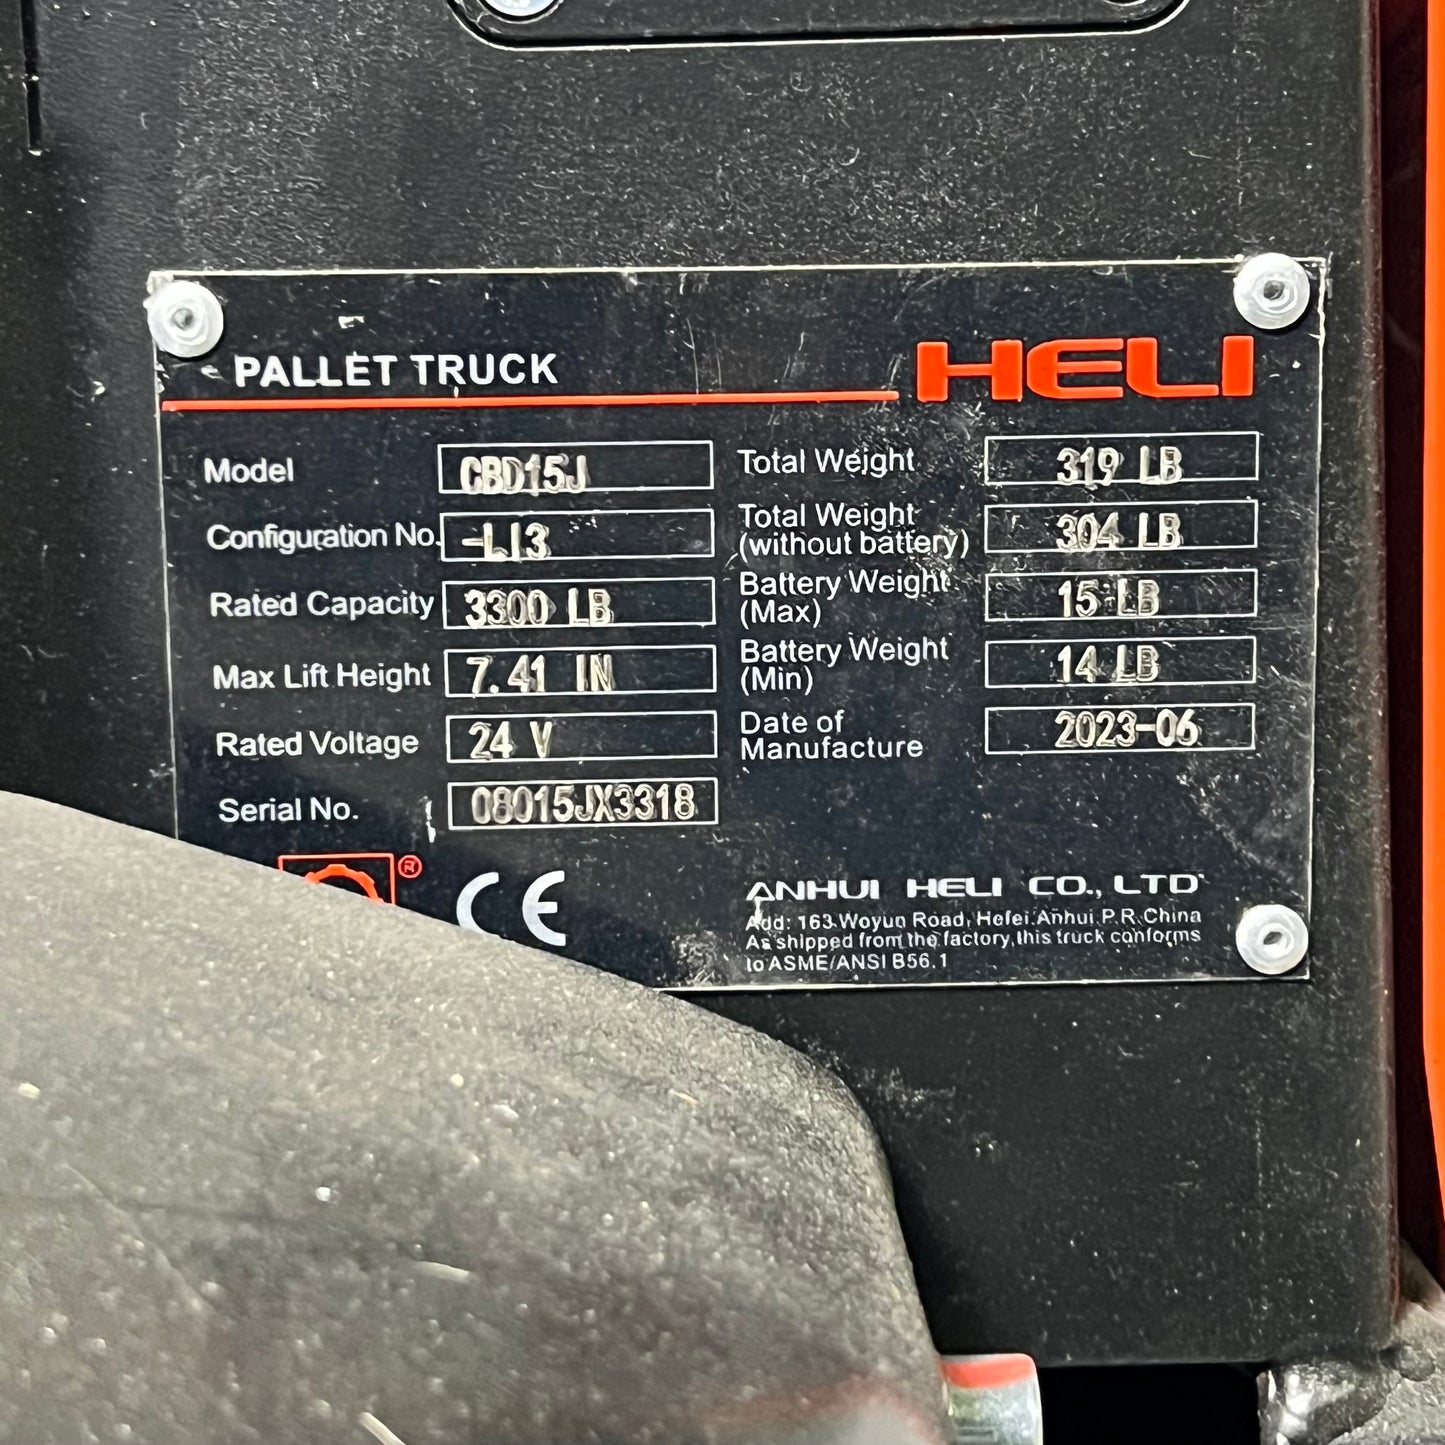 PALLET TRUCK HELI
Model CBD15J
Configuration No. -LI3
Rated Capacity 3300 LB
Max Lift Height 7.41 IN
Rated Voltage 24 V
Serial No. 08015JX3318
Total Weight 319 LB
Total Weight
(without battery) 304 LB
Battery Weight
(Max) 15 LB
Battery Weight
(Min) 14 LB
Date of
Manufacture 2023-06
®
CE
ANHUI HELI CO., LTD
Add: 163.Woyun Road, Hefei.Anhui.P.R.China
As shipped from the factory, this truck conforms
to ASME/ANSI B56.1